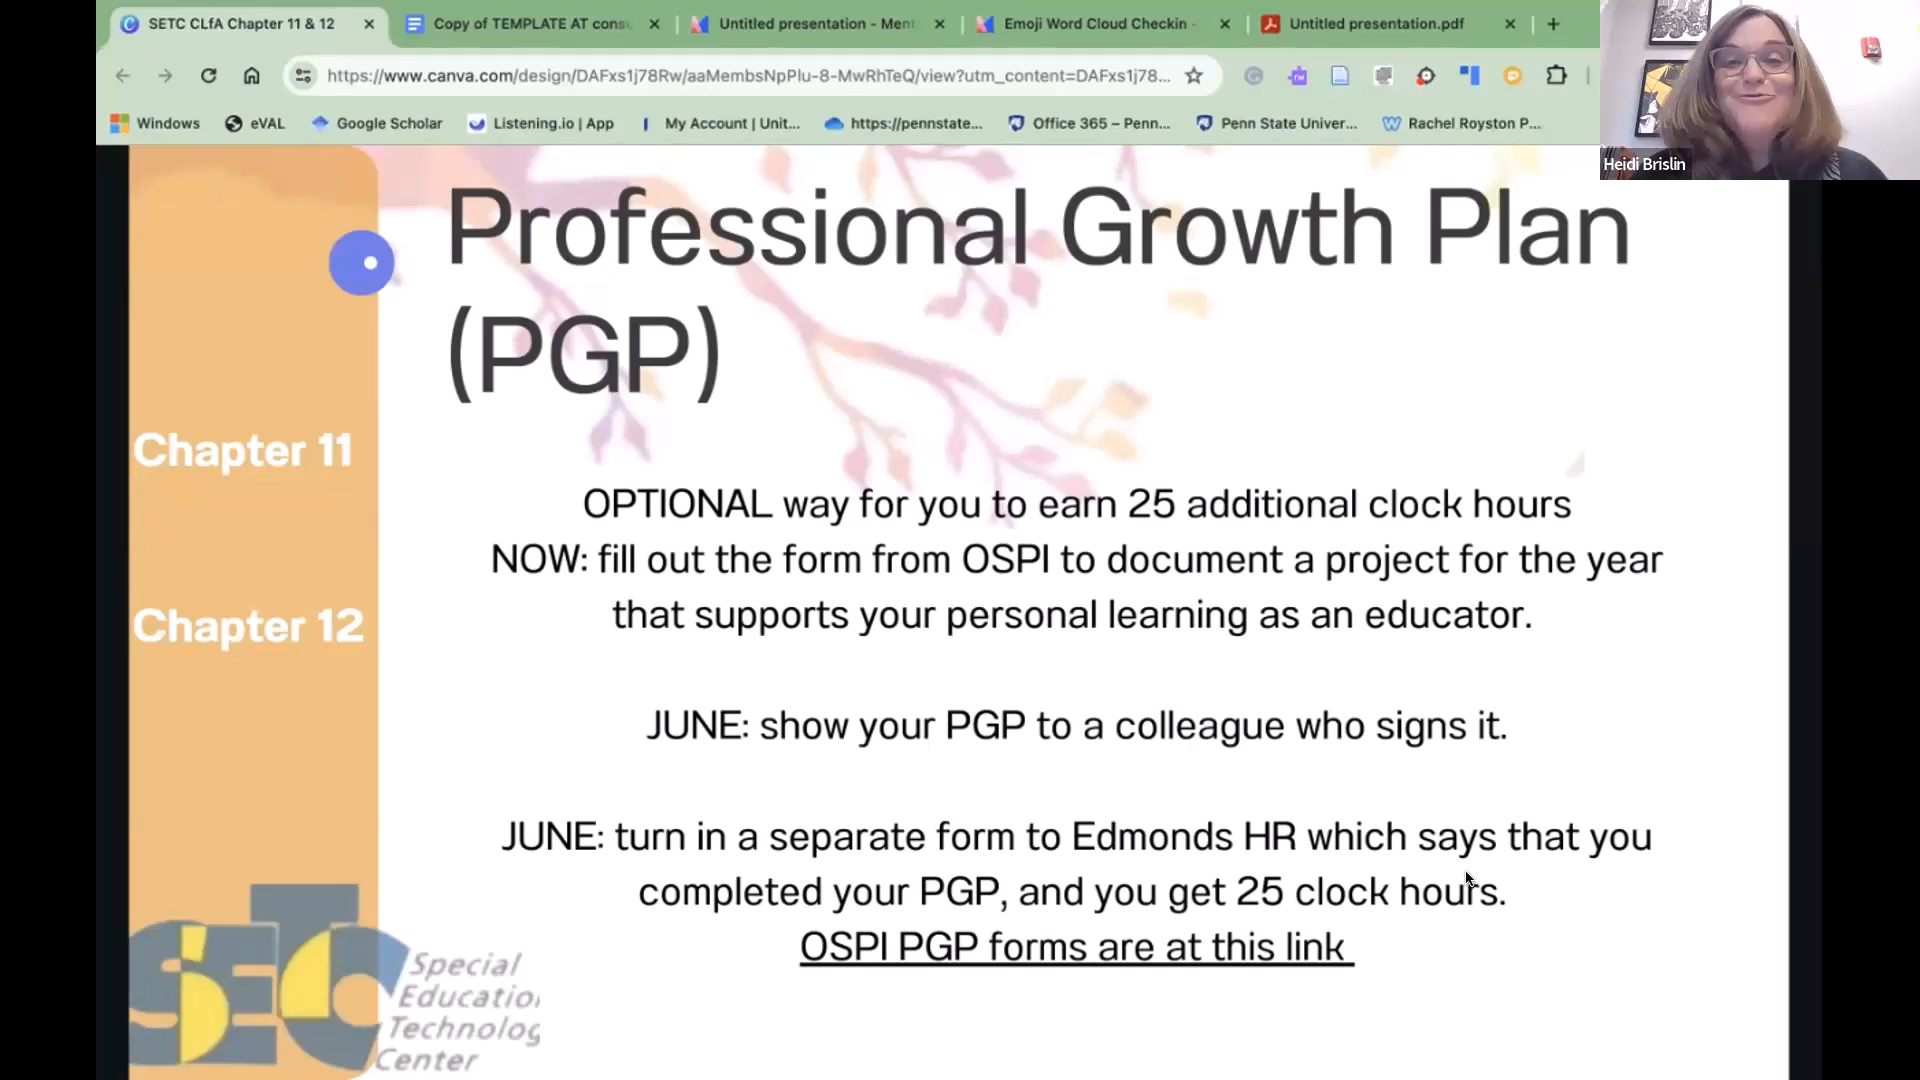 SETC CLfA Chapter 11 & 12
Copy of TEMPLATE AT cons
Untitled presentation - Ment
Emoji Word Cloud Checkin -
Untitled presentation.pdf
https://www.canva.com/design/DAFxs1j78Rw/aaMembsNpPlu-8-MwRhTeQ/view?utm_content=DAFxs1j78...
Windows
eVAL
Google Scholar
Listening.io | App
My Account | Unit...
https://pennstate...
Office 365 – Penn...
Penn State Univer...
Rachel Royston P...
Heidi Brislin
Professional Growth Plan
(PGP)
Chapter 11
Chapter 12
OPTIONAL way for you to earn 25 additional clock hours
NOW: fill out the form from OSPI to document a project for the year
that supports your personal learning as an educator.
JUNE: show your PGP to a colleague who signs it.
JUNE: turn in a separate form to Edmonds HR which says that you
completed your PGP, and you get 25 clock hours.
OSPI PGP forms are at this link
SETC
Special
Education
Technolog
Center